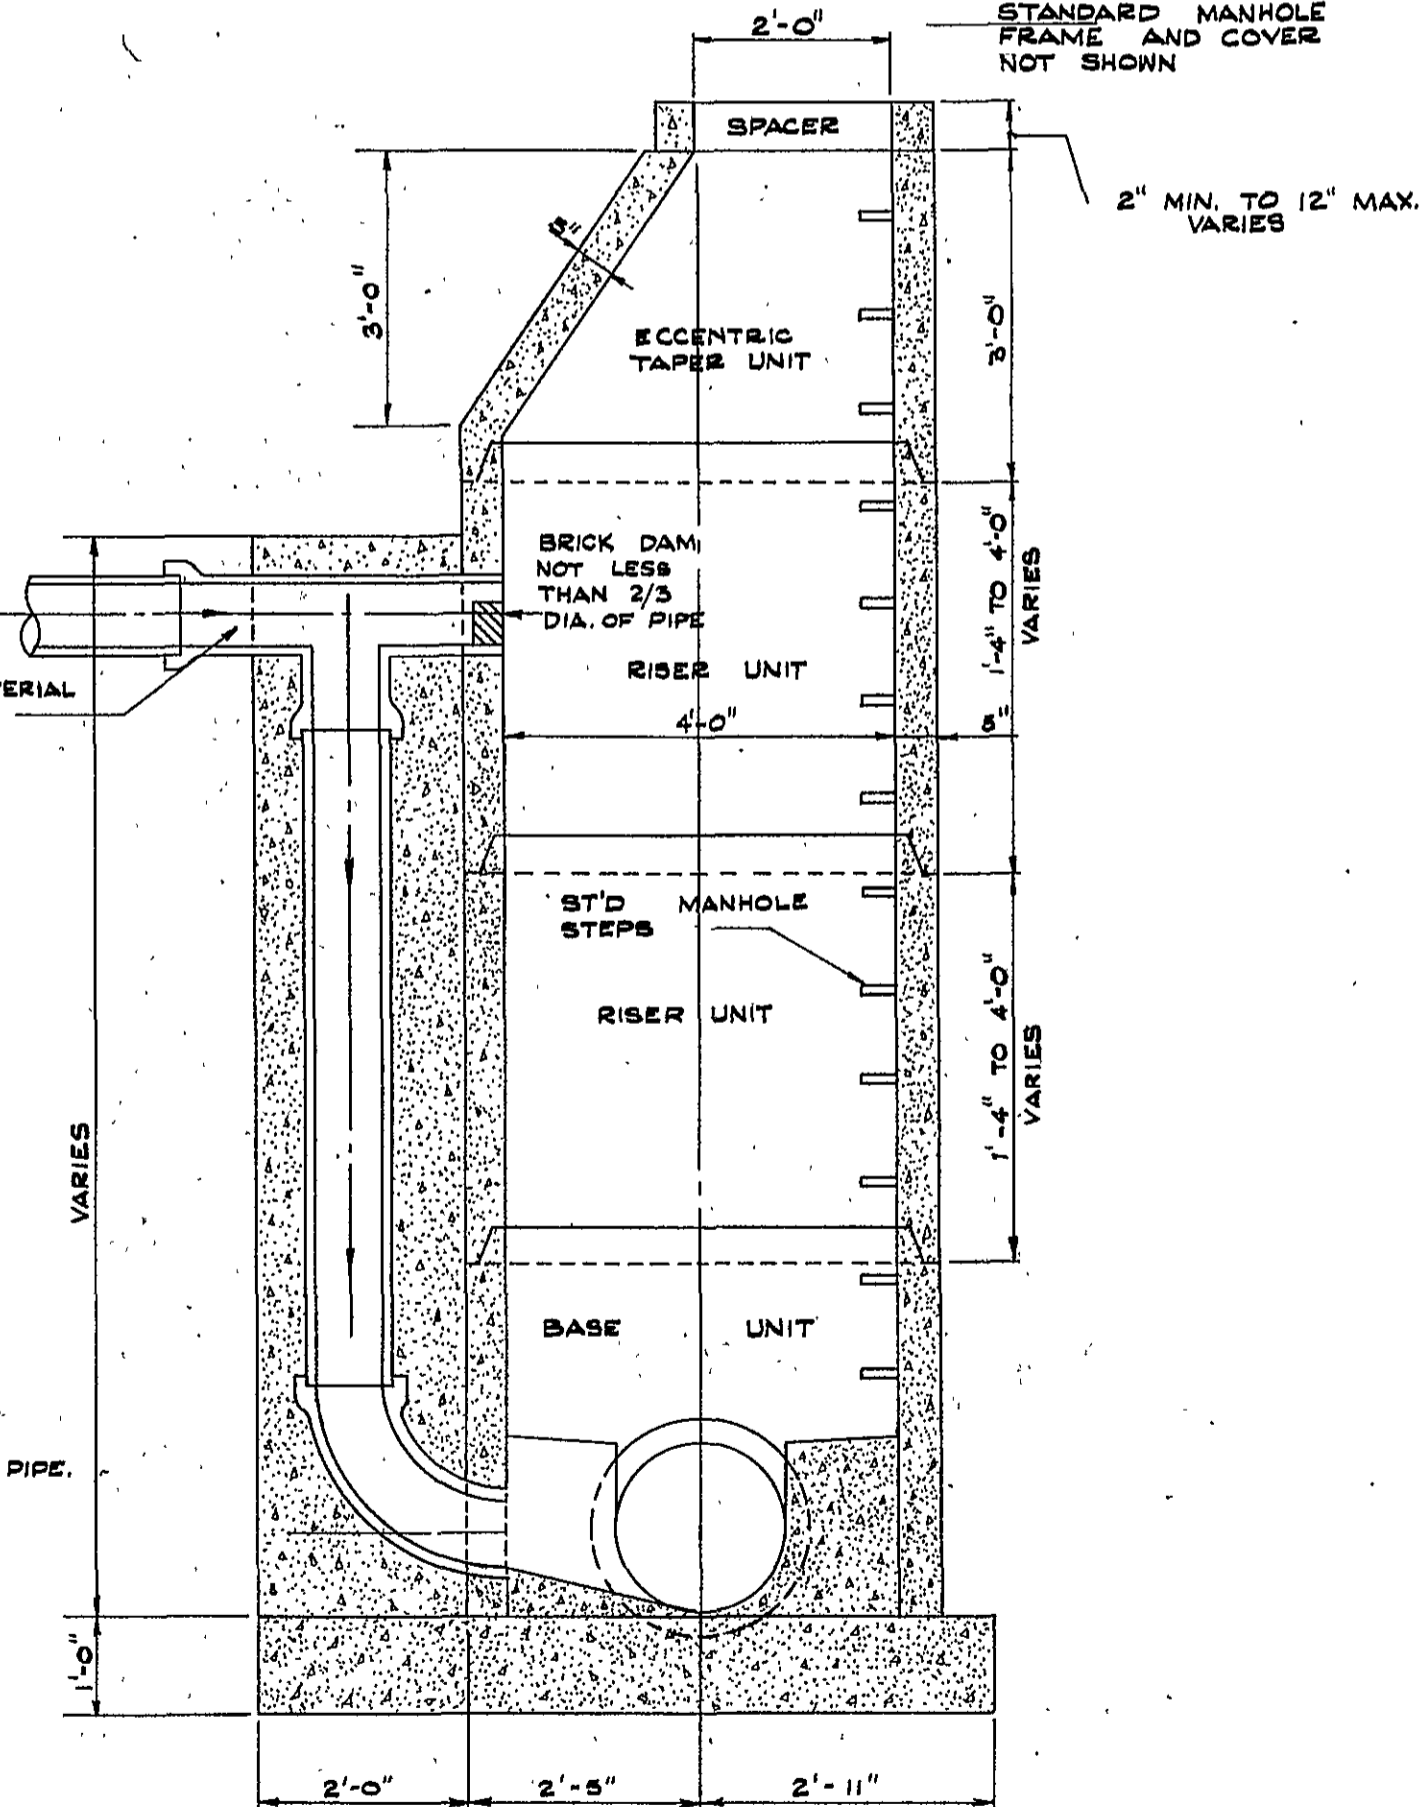 2'-0"
STANDARD MANHOLE
FRAME AND COVER
NOT SHOWN
SPACER
2" MIN. TO 12" MAX.
VARIES
5"
3'-0"
3'-0"
ECCENTRIC
TAPER UNIT
BRICK DAM
NOT LESS
THAN 2/3
DIA. OF PIPE
1'-4" TO 4'-0"
VARIES
RISER UNIT
TERIAL
4'-0"
5"
ST'D MANHOLE
STEPS
RISER UNIT
1'-4" TO 4'-0"
VARIES
VARIES
BASE UNIT
PIPE.
1'-0"
2'-0"
2'-5"
2'-11"